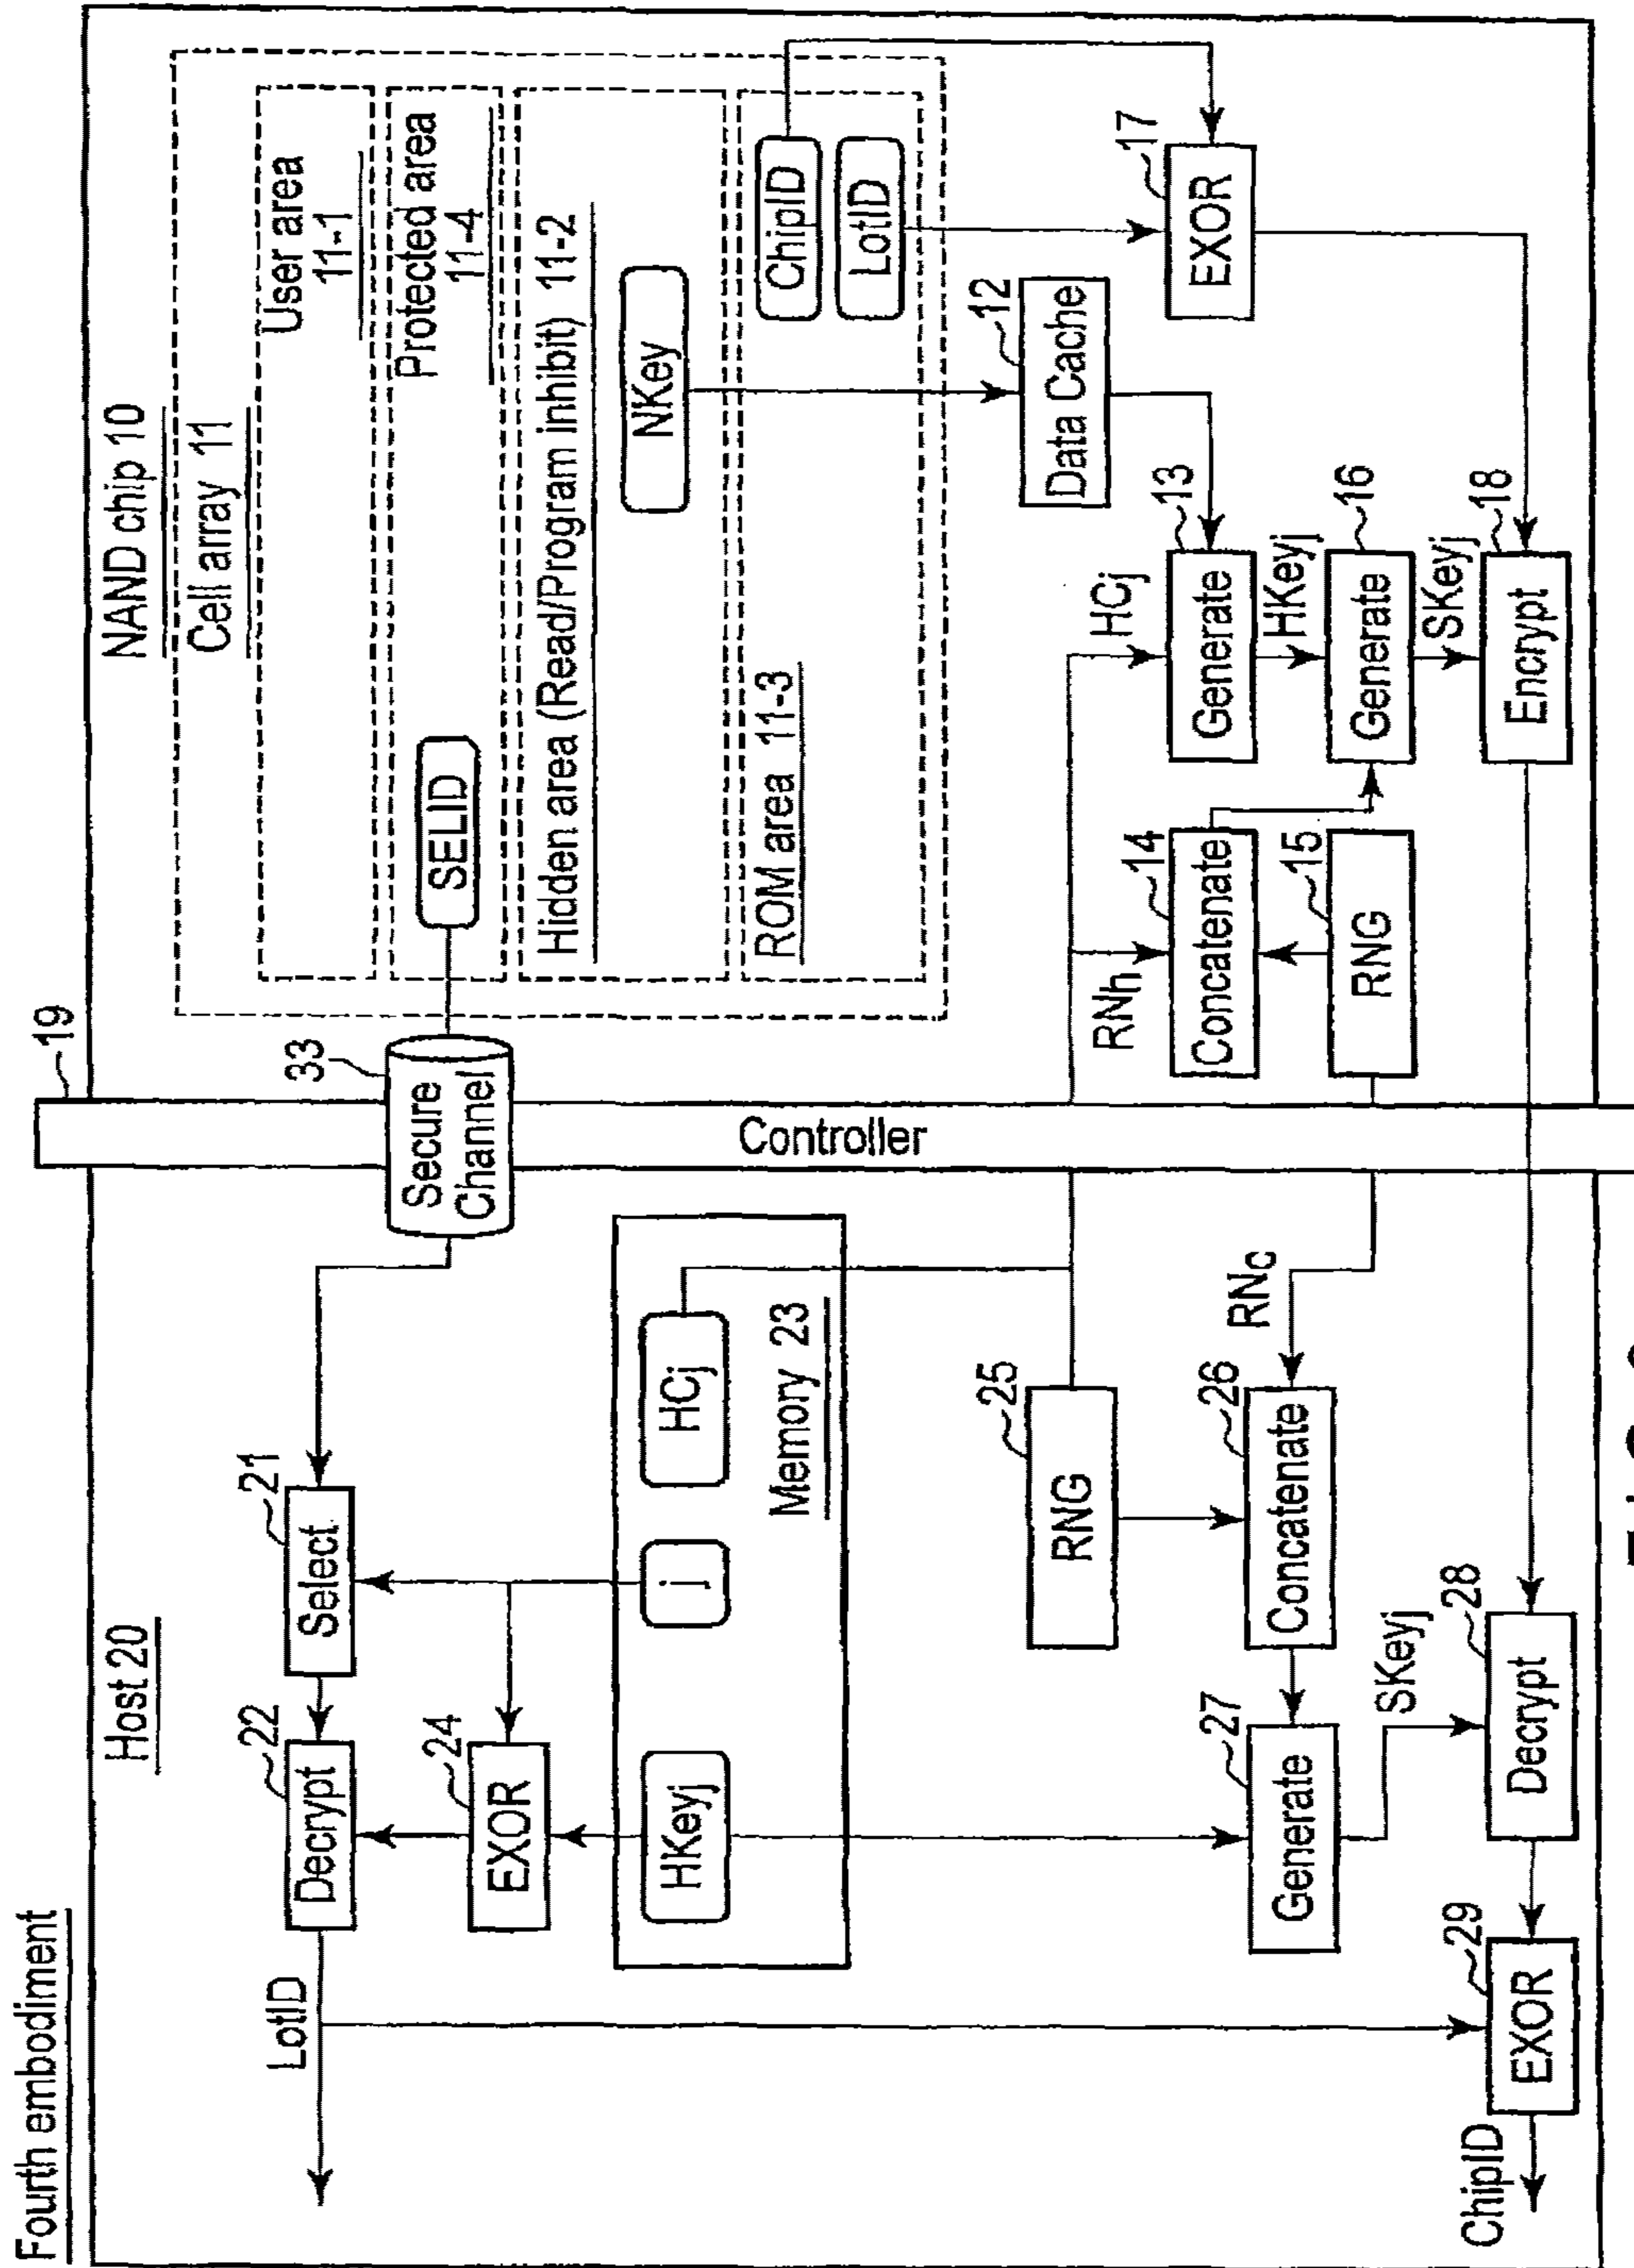 Fourth embodiment
Host 20
NAND chip 10
Cell array 11
User area
11-1
Protected area
11-4
SELID
Hidden area (Read/Program inhibit) 11-2
NKey
ROM area 11-3
ChipID
LotID
19
33
Secure
Channel
Controller
LotID
22
Decrypt
21
Select
24
EXOR
HKeyj
j
HCj
Memory 23
25
RNG
RNc
26
Concatenate
27
Generate
SKeyj
28
Decrypt
29
EXOR
ChipID
12
Data Cache
17
EXOR
HCj
13
Generate
HKeyj
RNh
14
Concatenate
15
RNG
16
Generate
SKeyj
18
Encrypt